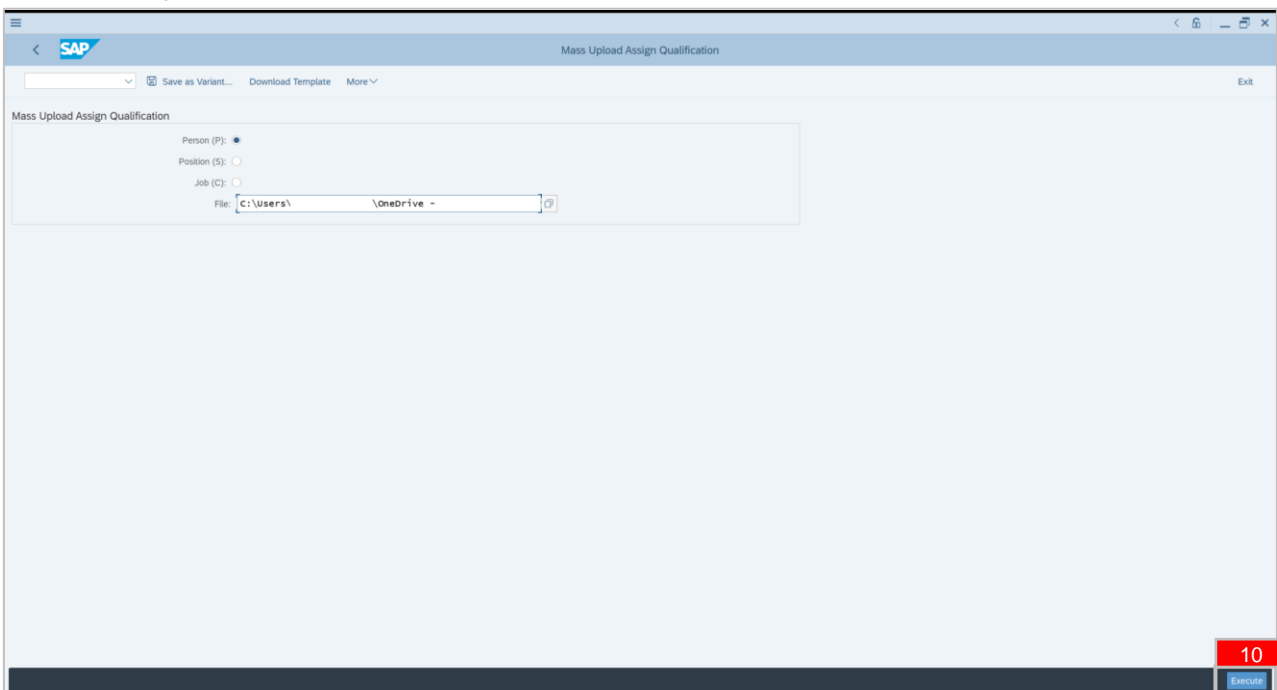 SAP
Mass Upload Assign Qualification
Save as Variant... Download Template More Exit
Mass Upload Assign Qualification
Person (P):
Position (S):
Job (C):
File: C:\Users\ \OneDrive -
10
Execute